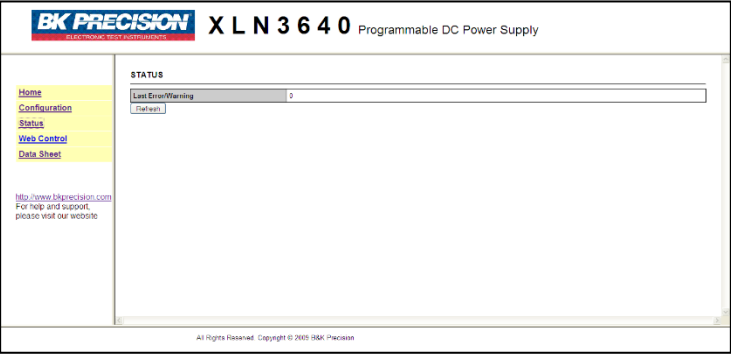 BK PRECISION
ELECTRONIC TEST INSTRUMENTS
XLN3640 Programmable DC Power Supply
STATUS
Last Error/Warning 0
Refresh
Home
Configuration
Status
Web Control
Data Sheet
http://www.bkprecision.com
For help and support,
please visit our website
All Rights Reserved. Copyright © 2009 B&K Precision